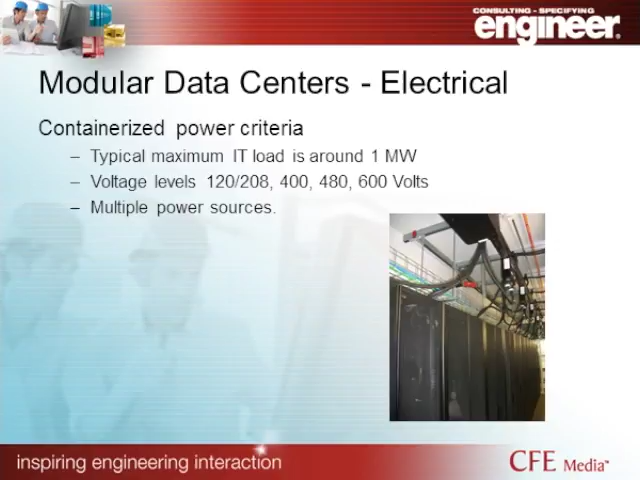 CONSULTING - SPECIFYING
engineer
Modular Data Centers - Electrical
Containerized power criteria
– Typical maximum IT load is around 1 MW
– Voltage levels 120/208, 400, 480, 600 Volts
– Multiple power sources.
inspiring engineering interaction
CFE Media™